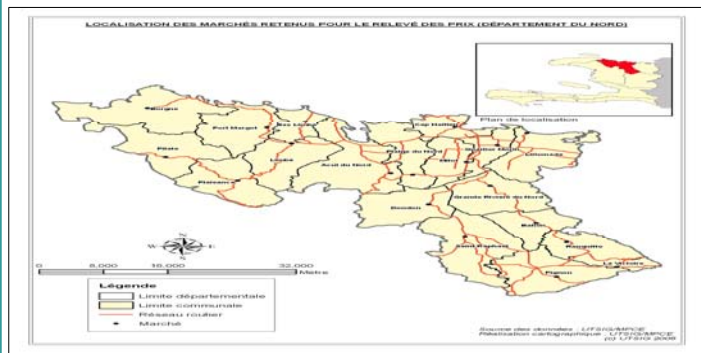 LOCALISATION DES MARCHÉS RETENUS POUR LE RELEVÉ DES PRIX (DÉPARTEMENT DU NORD)
Plan de localisation
Borgne
Port Margot
Bas Limbé
Cap Haïtien
Quartier Morin
Limonade
Pilate
Limbé
Plaine du Nord
Milot
Acul du Nord
Plaisance
Grande Rivière du Nord
Dondon
Bahon
Saint Raphaël
Ranquitte
La Victoire
Pignon
N
W
E
S
0 8,000 16,000 32,000
Mètre
Légende
Limite départementale
Limite communale
Réseau routier
Marché
Source des données : UTSIG/MPCE
Réalisation cartographique : UTSIG/MPCE
(c) UTSIG 2008